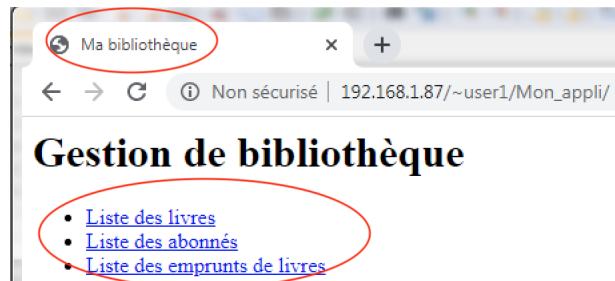 Ma bibliothèque
Non sécurisé | 192.168.1.87/~user1/Mon_appli/
Gestion de bibliothèque
Liste des livres
Liste des abonnés
Liste des emprunts de livres